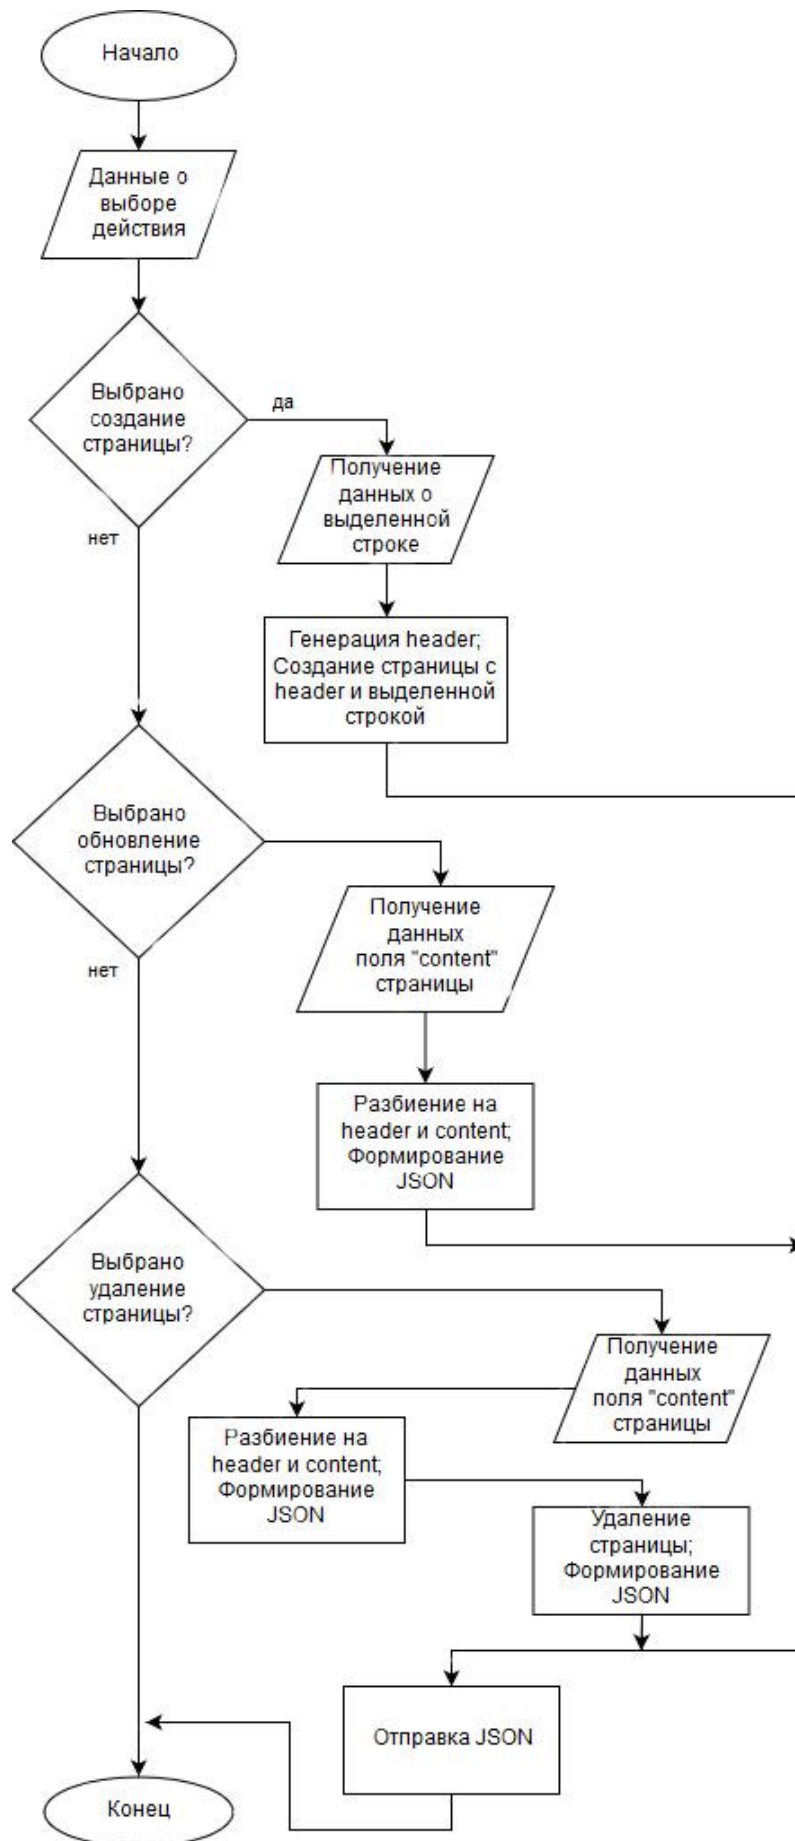 Начало
Данные о
выборе
действия
Выбрано
создание
страницы?
да
Получение
данных о
выделенной
строке
нет
Генерация header;
Создание страницы с
header и выделенной
строкой
Выбрано
обновление
страницы?
Получение
данных
поля "content"
страницы
нет
Разбиение на
header и content;
Формирование
JSON
Выбрано
удаление
страницы?
Получение
данных
поля "content"
страницы
Разбиение на
header и content;
Формирование
JSON
Удаление
страницы;
Формирование
JSON
Отправка JSON
Конец